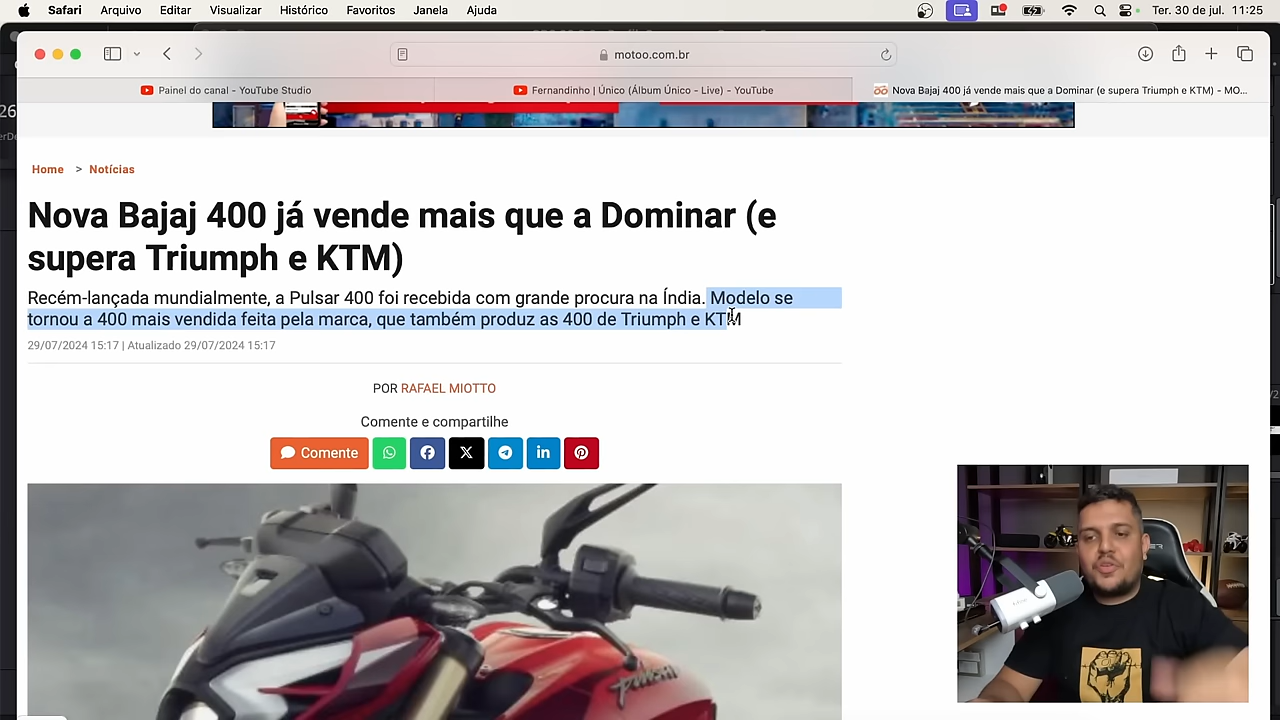 Safari Arquivo Editar Visualizar Histórico Favoritos Janela Ajuda Ter. 30 de jul. 11:25
motoo.com.br
Painel do canal - YouTube Studio
Fernandinho | Único (Álbum Único - Live) - YouTube
Nova Bajaj 400 já vende mais que a Dominar (e supera Triumph e KTM) - MO...
26
Home > Notícias
Nova Bajaj 400 já vende mais que a Dominar (e
supera Triumph e KTM)
Recém-lançada mundialmente, a Pulsar 400 foi recebida com grande procura na Índia. Modelo se
tornou a 400 mais vendida feita pela marca, que também produz as 400 de Triumph e KTM
29/07/2024 15:17 | Atualizado 29/07/2024 15:17
POR RAFAEL MIOTTO
Comente e compartilhe
Comente
pulsar